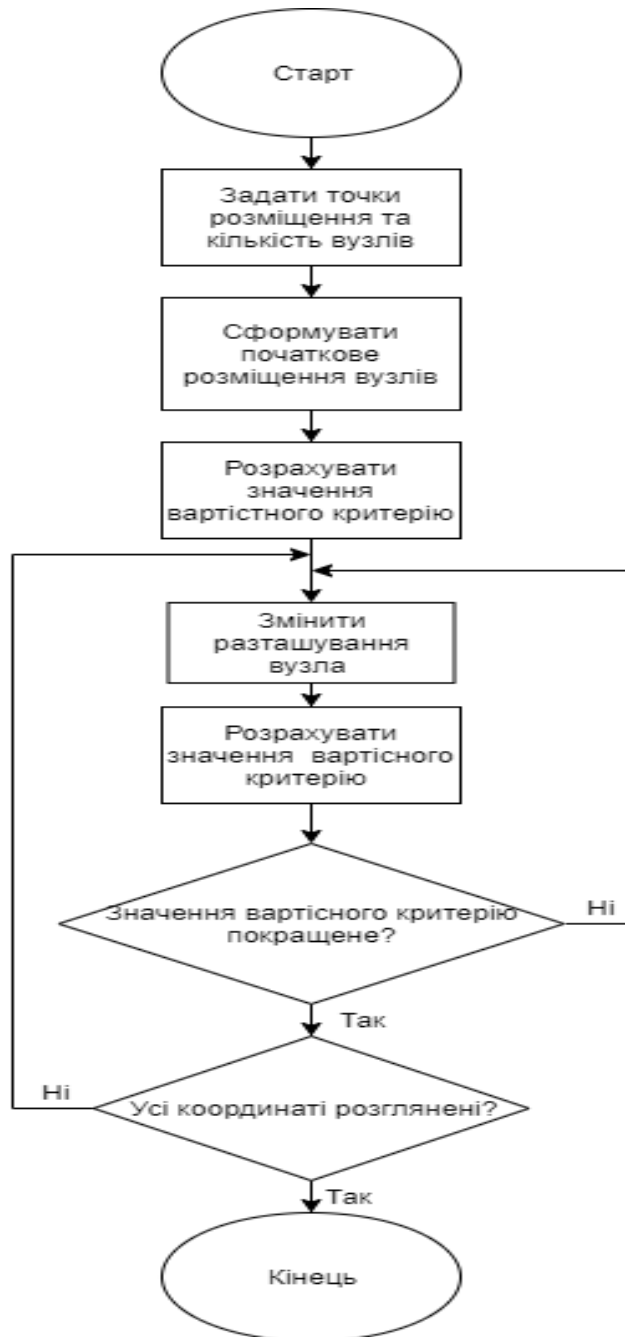 Старт
Задати точки
розміщення та
кількість вузлів
Сформувати
початкове
розміщення вузлів
Розрахувати
значення
вартістного критерію
Змінити
разташування
вузла
Розрахувати
значення вартісного
критерію
Значення вартісного критерію
покращене?
Ні
Так
Ні
Усі координаті розглянені?
Так
Кінець